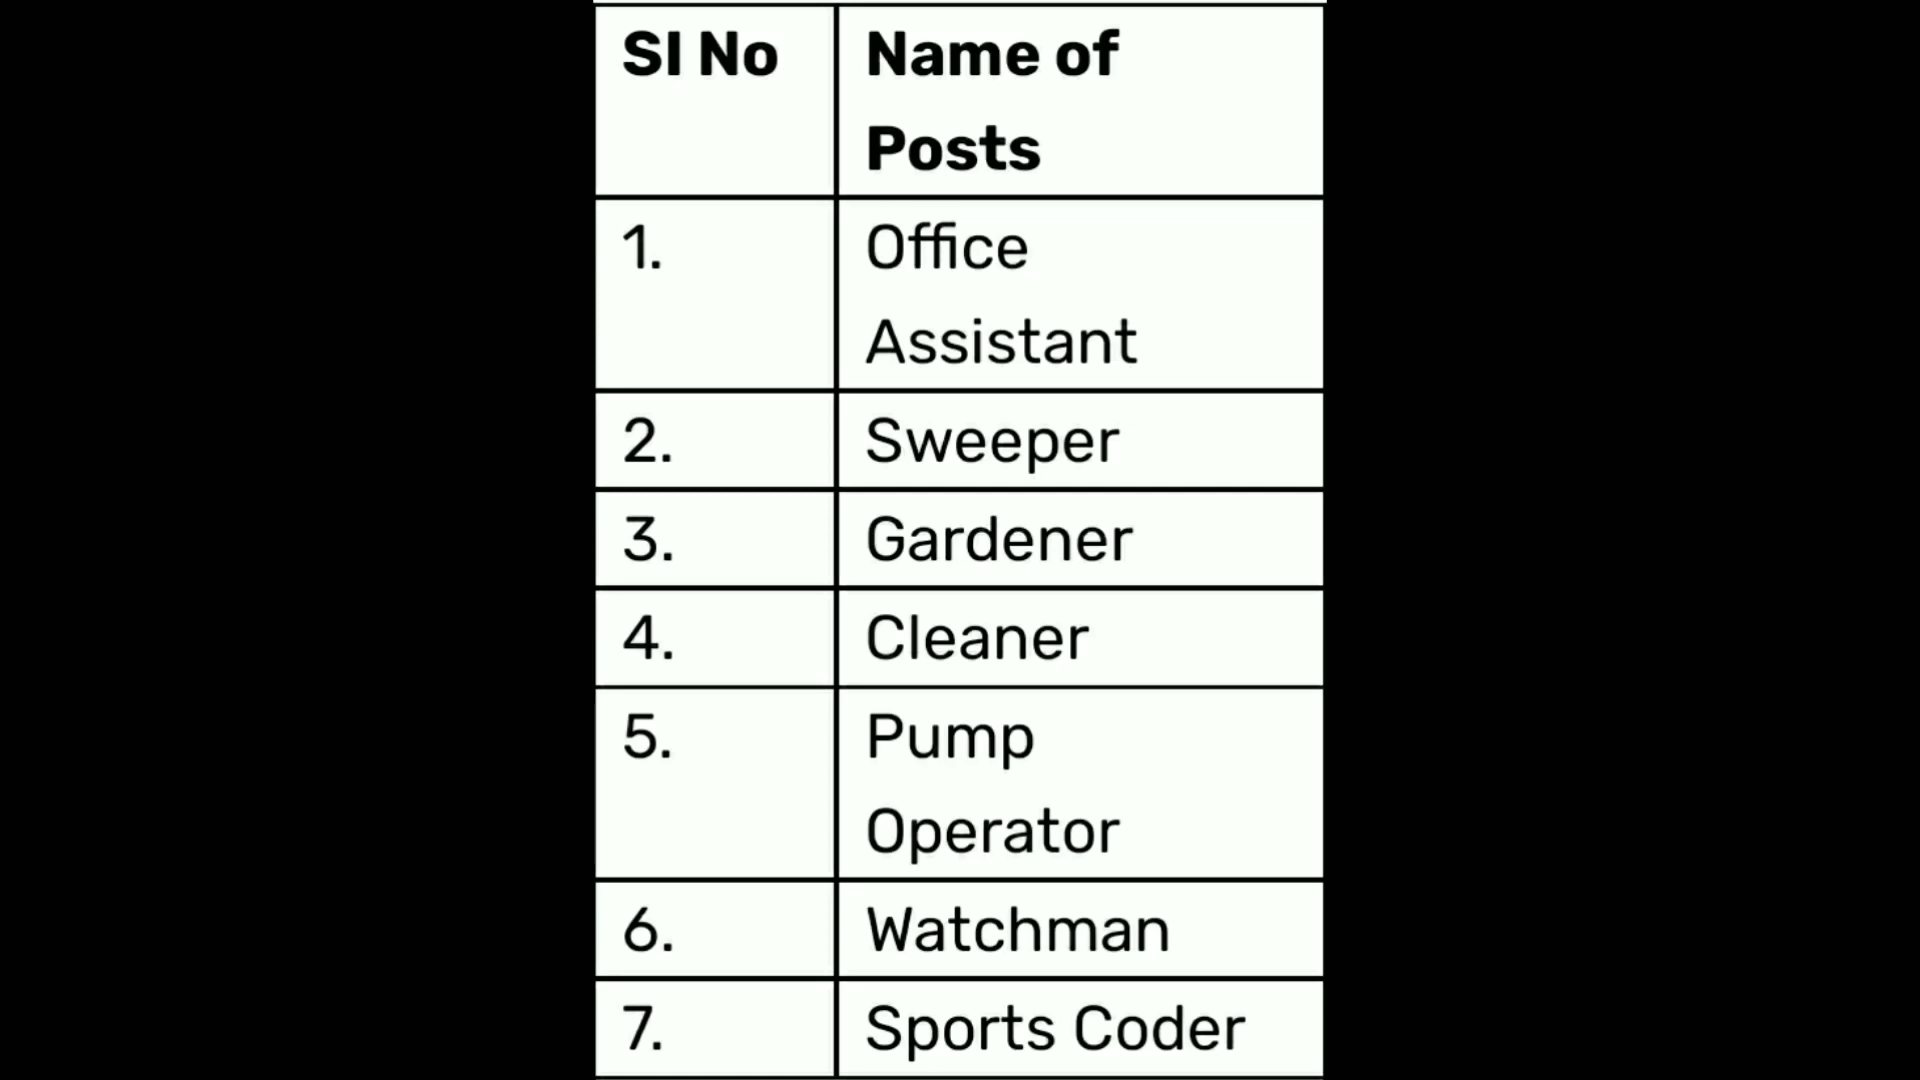 Sl No Name of
Posts
1. Office
Assistant
2. Sweeper
3. Gardener
4. Cleaner
5. Pump
Operator
6. Watchman
7. Sports Coder